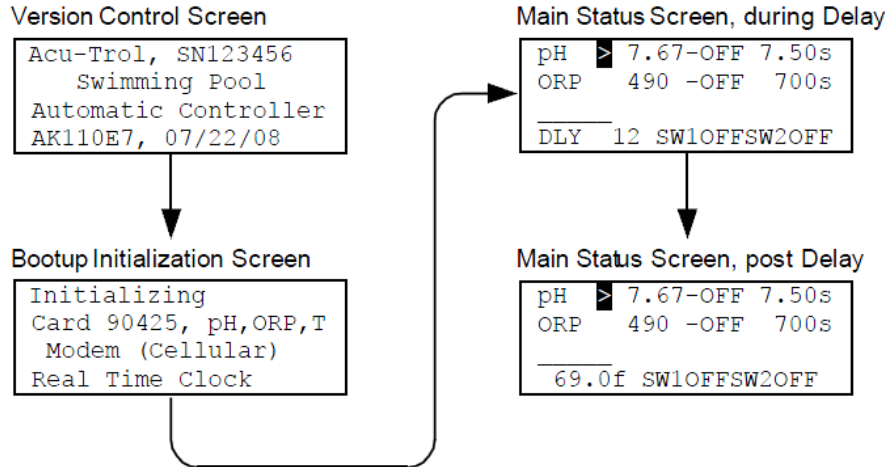 Version Control Screen
Acu-Trol, SN123456
Swimming Pool
Automatic Controller
AK110E7, 07/22/08
Bootup Initialization Screen
Initializing
Card 90425, pH,ORP,T
Modem (Cellular)
Real Time Clock
Main Status Screen, during Delay
pH > 7.67-OFF 7.50s
ORP 490 -OFF 700s
_____
DLY 12 SW1OFFSW2OFF
Main Status Screen, post Delay
pH > 7.67-OFF 7.50s
ORP 490 -OFF 700s
_____
69.0f SW1OFFSW2OFF